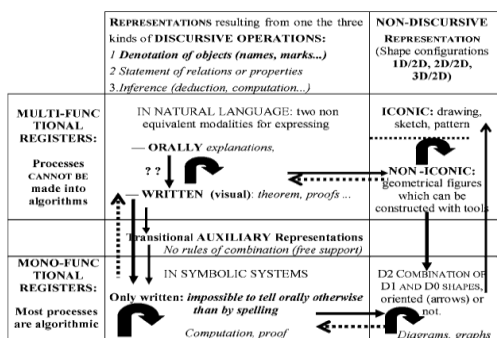 REPRESENTATIONS resulting from one the three
kinds of DISCURSIVE OPERATIONS:
1 Denotation of objects (names, marks...)
2 Statement of relations or properties
3.Inference (deduction, computation...)
NON-DISCURSIVE
REPRESENTATION
(Shape configurations
1D/2D, 2D/2D,
3D/2D)
MULTI-FUNC
TIONAL
REGISTERS:
Processes
CANNOT BE
made into
algorithms
IN NATURAL LANGUAGE: two non
equivalent modalities for expressing
— ORALLY explanations,
? ?
— WRITTEN (visual): theorem, proofs ...
ICONIC: drawing,
sketch, pattern
NON -ICONIC:
geometrical figures
which can be
constructed with tools
Transitional AUXILIARY Representations
No rules of combination (free support)
MONO-FUNC
TIONAL
REGISTERS:
Most processes
are algorithmic
IN SYMBOLIC SYSTEMS
Only written: impossible to tell orally otherwise
than by spelling
Computation, proof
D2 COMBINATION OF
D1 AND D0 SHAPES,
oriented (arrows) or
not.
Diagrams, graphs